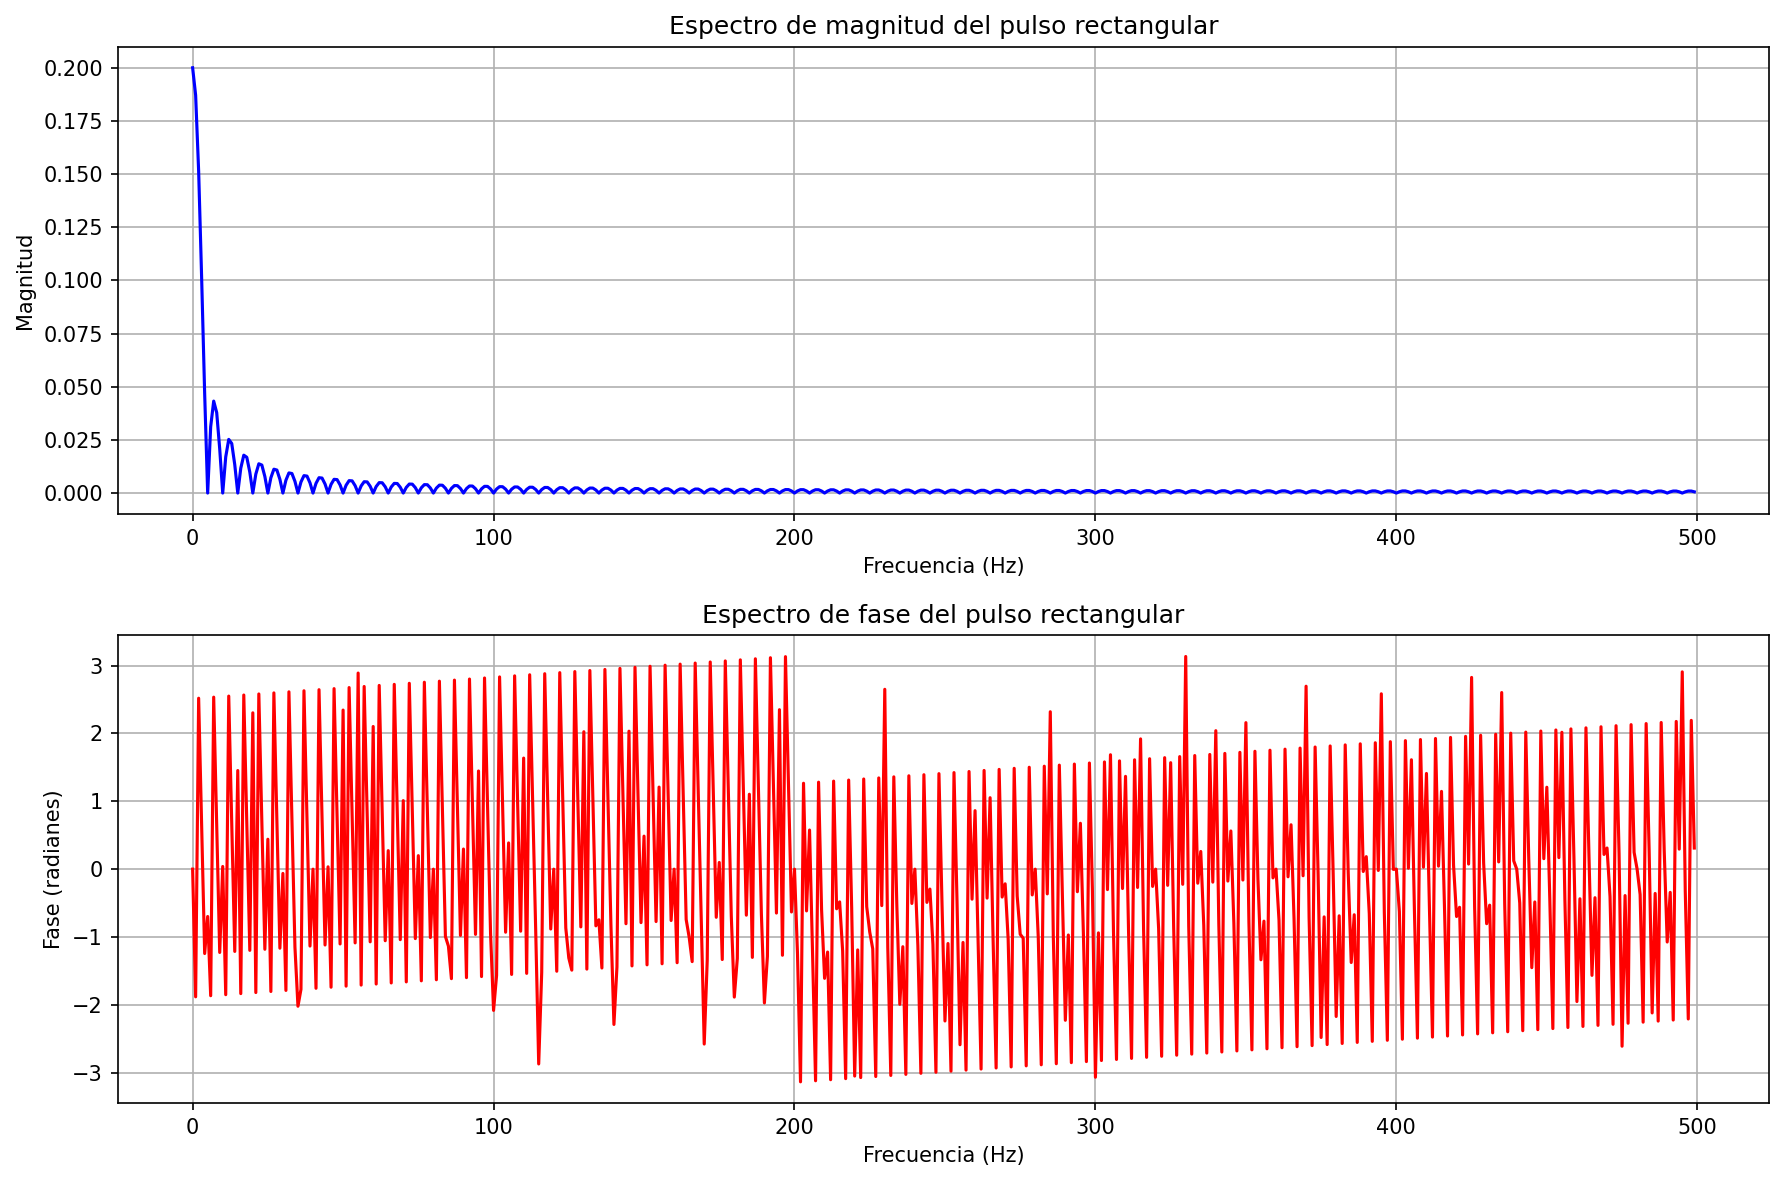 Espectro de magnitud del pulso rectangular
0.200
0.175
0.150
0.125
0.100
0.075
0.050
0.025
0.000
Magnitud
0 100 200 300 400 500
Frecuencia (Hz)
Espectro de fase del pulso rectangular
3
2
1
0
−1
−2
−3
Fase (radianes)
0 100 200 300 400 500
Frecuencia (Hz)